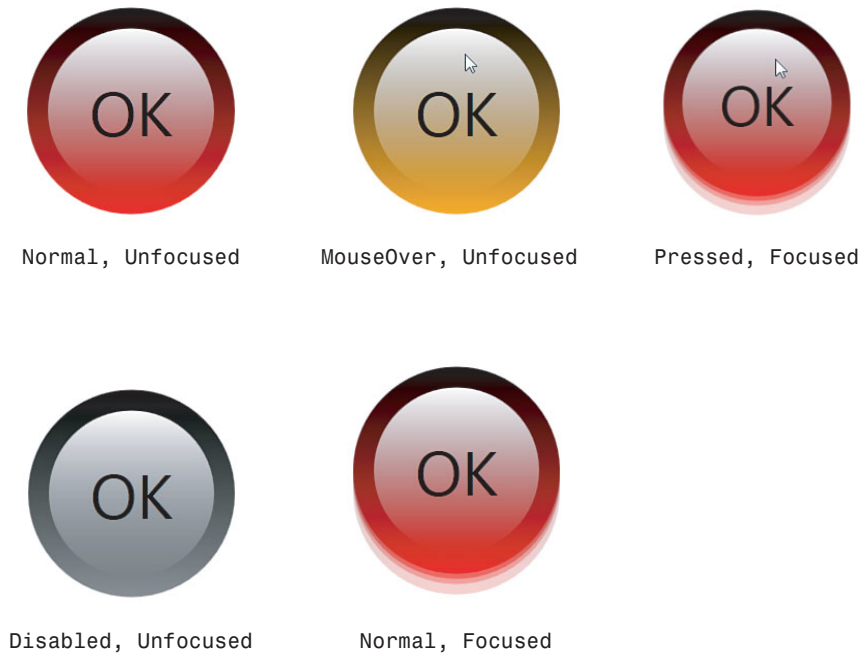 OK
OK
OK
Normal, Unfocused
MouseOver, Unfocused
Pressed, Focused
OK
OK
Disabled, Unfocused
Normal, Focused